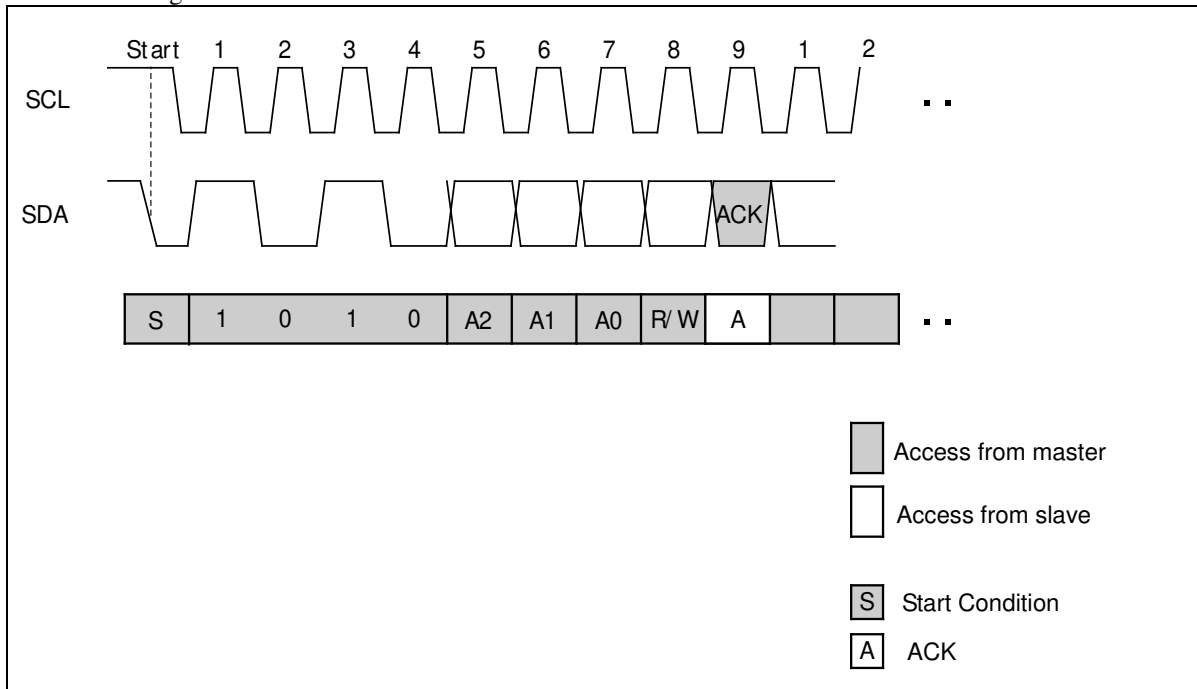 Start 1 2 3 4 5 6 7 8 9 1 2
SCL
SDA
ACK
S 1 0 1 0 A2 A1 A0 R/W A
Access from master
Access from slave
S Start Condition
A ACK